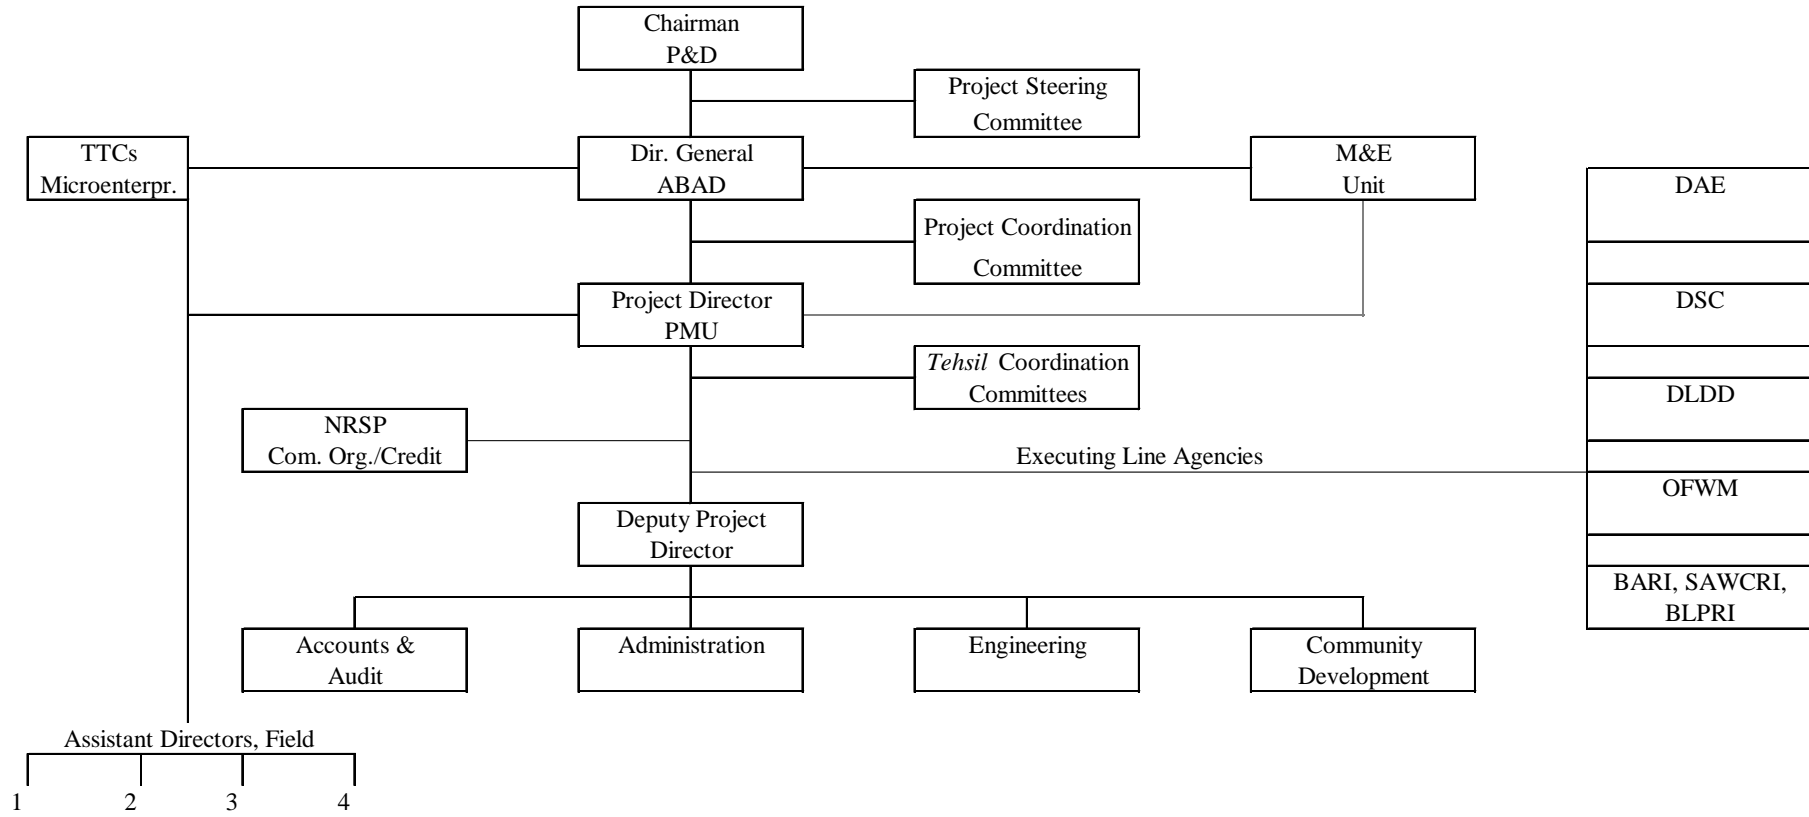 Chairman
P&D
Project Steering
Committee
TTCs
Microenterpr.
Dir. General
ABAD
M&E
Unit
DAE
Project Coordination
Committee
Project Director
PMU
DSC
Tehsil Coordination
Committees
DLDD
NRSP
Com. Org./Credit
Executing Line Agencies
OFWM
Deputy Project
Director
BARI, SAWCRI,
BLPRI
Accounts &
Audit
Administration
Engineering
Community
Development
Assistant Directors, Field
1 2 3 4